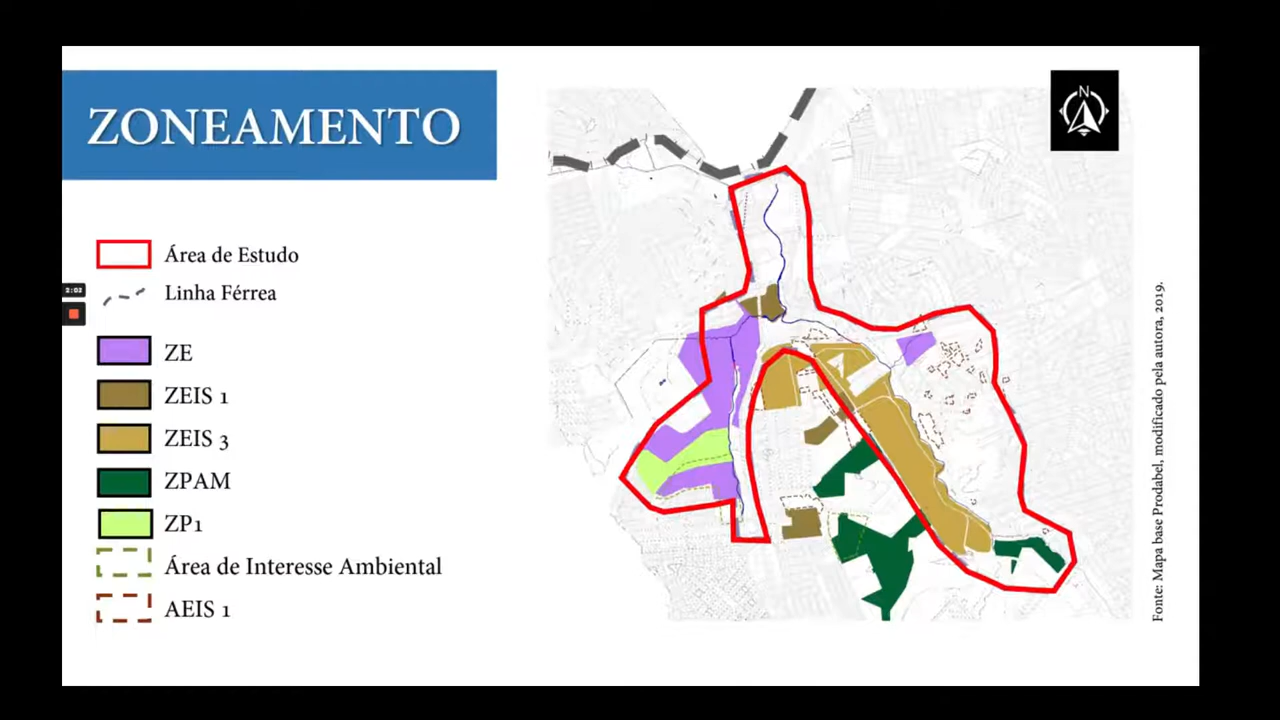 ZONEAMENTO
N
Área de Estudo
2:03
Linha Férrea
ZE
ZEIS 1
ZEIS 3
ZPAM
ZP1
Área de Interesse Ambiental
AEIS 1
Fonte: Mapa base Prodabel, modificado pela autora, 2019.